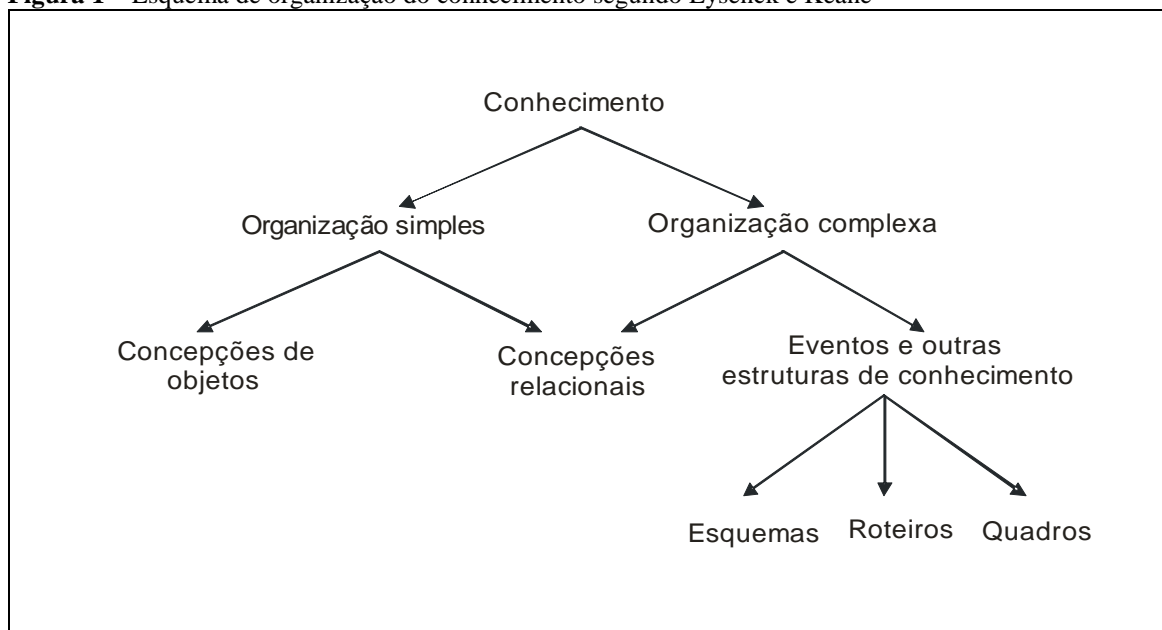 Figura 1 – Esquema de organização do conhecimento segundo Eysenck e Keane
Conhecimento
Organização simples
Organização complexa
Concepções de
objetos
Concepções
relacionais
Eventos e outras
estruturas de conhecimento
Esquemas
Roteiros
Quadros